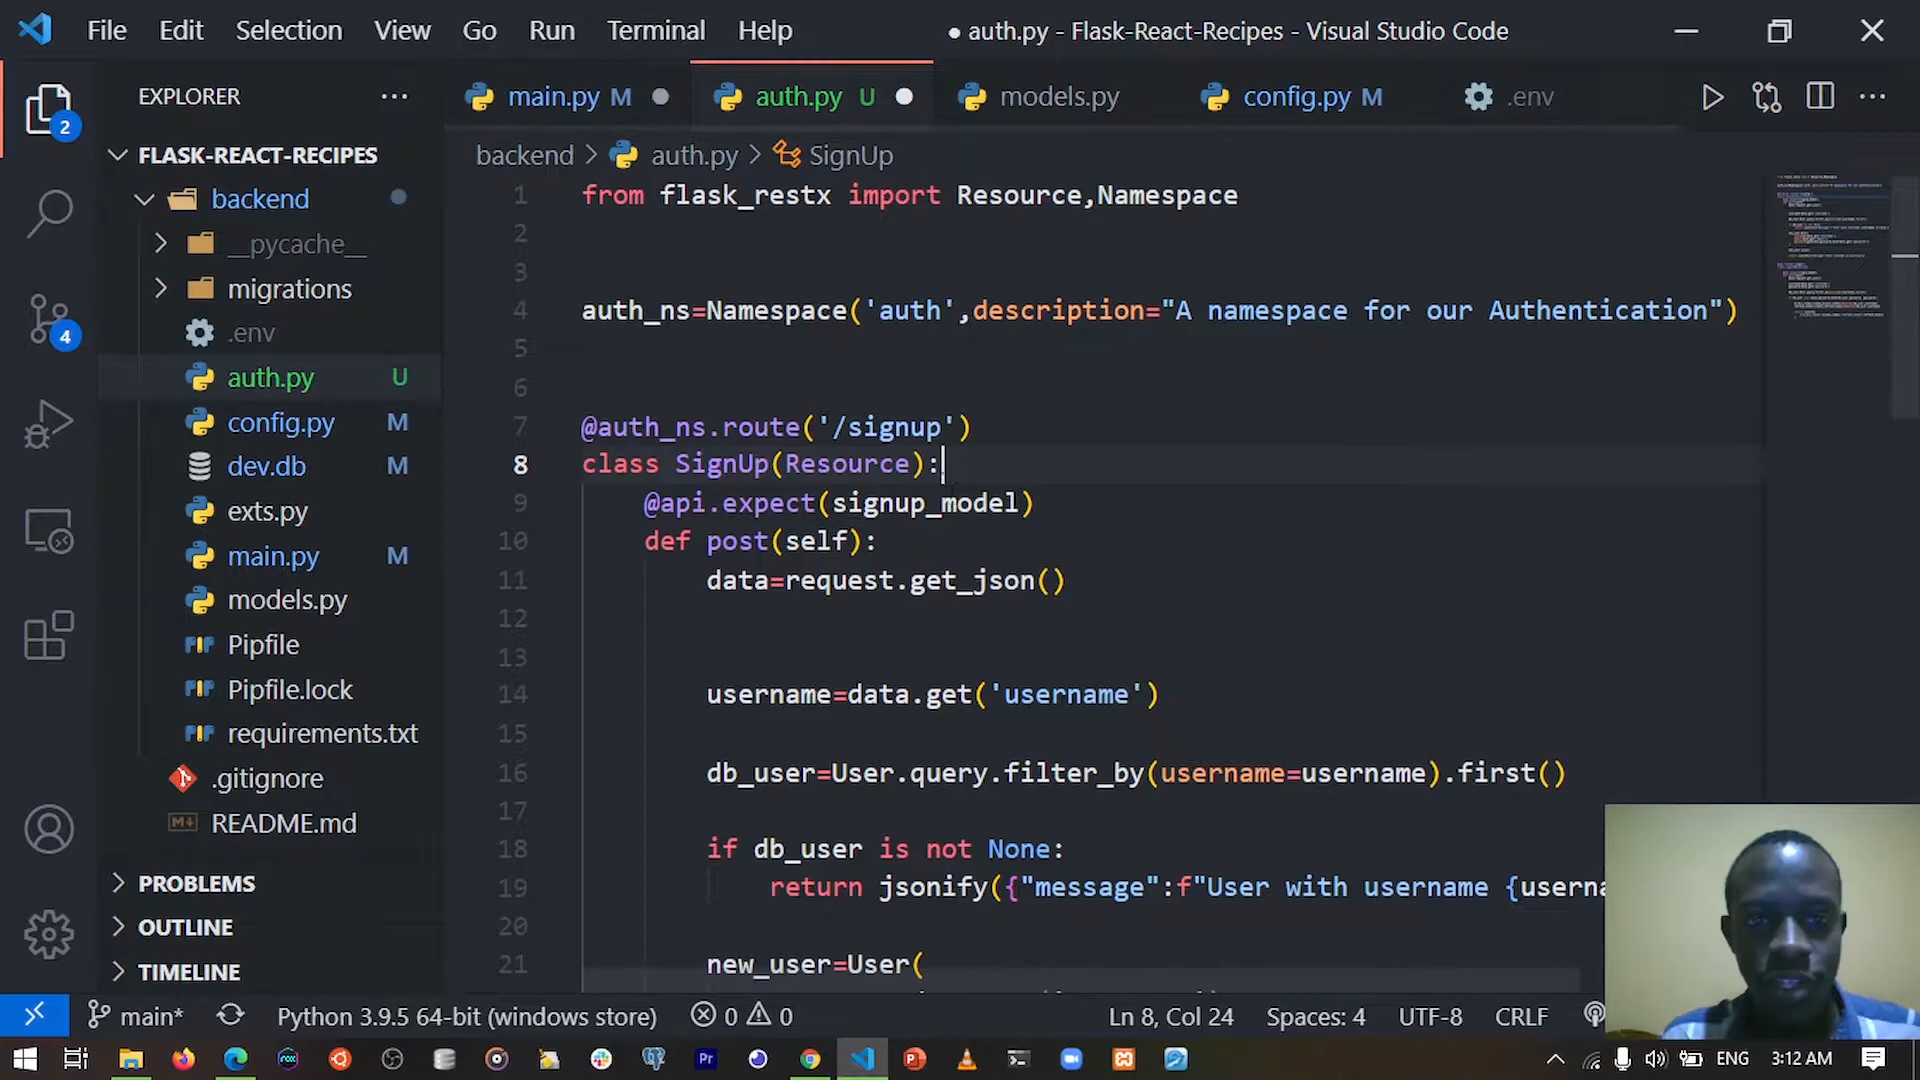 File Edit Selection View Go Run Terminal Help
● auth.py - Flask-React-Recipes - Visual Studio Code
EXPLORER
main.py M
auth.py U
models.py
config.py M
.env
2
FLASK-REACT-RECIPES
backend
__pycache__
migrations
.env
auth.py U
config.py M
dev.db M
exts.py
main.py M
models.py
Pipfile
Pipfile.lock
requirements.txt
.gitignore
README.md
4
PROBLEMS
OUTLINE
TIMELINE
backend > auth.py > SignUp
1 from flask_restx import Resource,Namespace
2
3
4 auth_ns=Namespace('auth',description="A namespace for our Authentication")
5
6
7 @auth_ns.route('/signup')
8 class SignUp(Resource):
9 @api.expect(signup_model)
10 def post(self):
11 data=request.get_json()
12
13
14 username=data.get('username')
15
16 db_user=User.query.filter_by(username=username).first()
17
18 if db_user is not None:
19 return jsonify({"message":f"User with username {userna
20
21 new_user=User(
main* Python 3.9.5 64-bit (windows store) 0 0 Ln 8, Col 24 Spaces: 4 UTF-8 CRLF
Pr ENG 3:12 AM